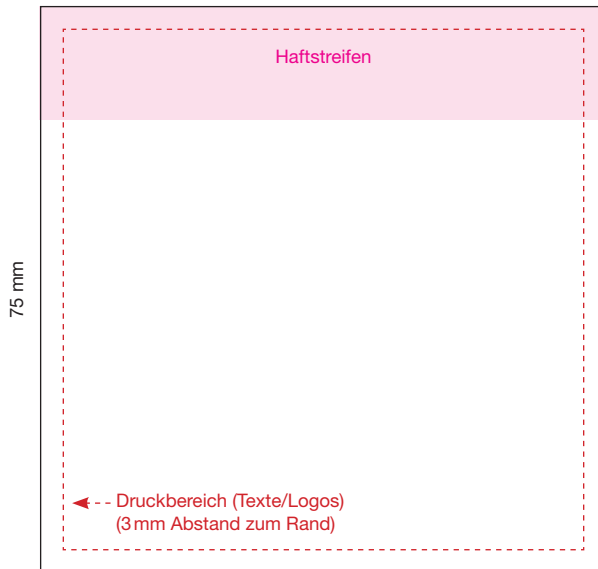 Haftstreifen
75 mm
Druckbereich (Texte/Logos)
(3 mm Abstand zum Rand)